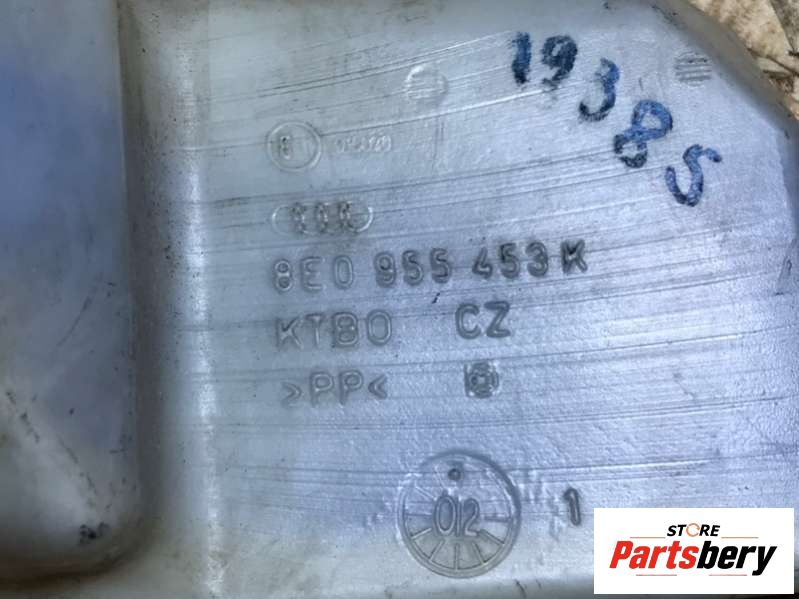 19385
8E0 955 453 K
KTBO CZ
>PP<
012
1
STORE
Partsbery